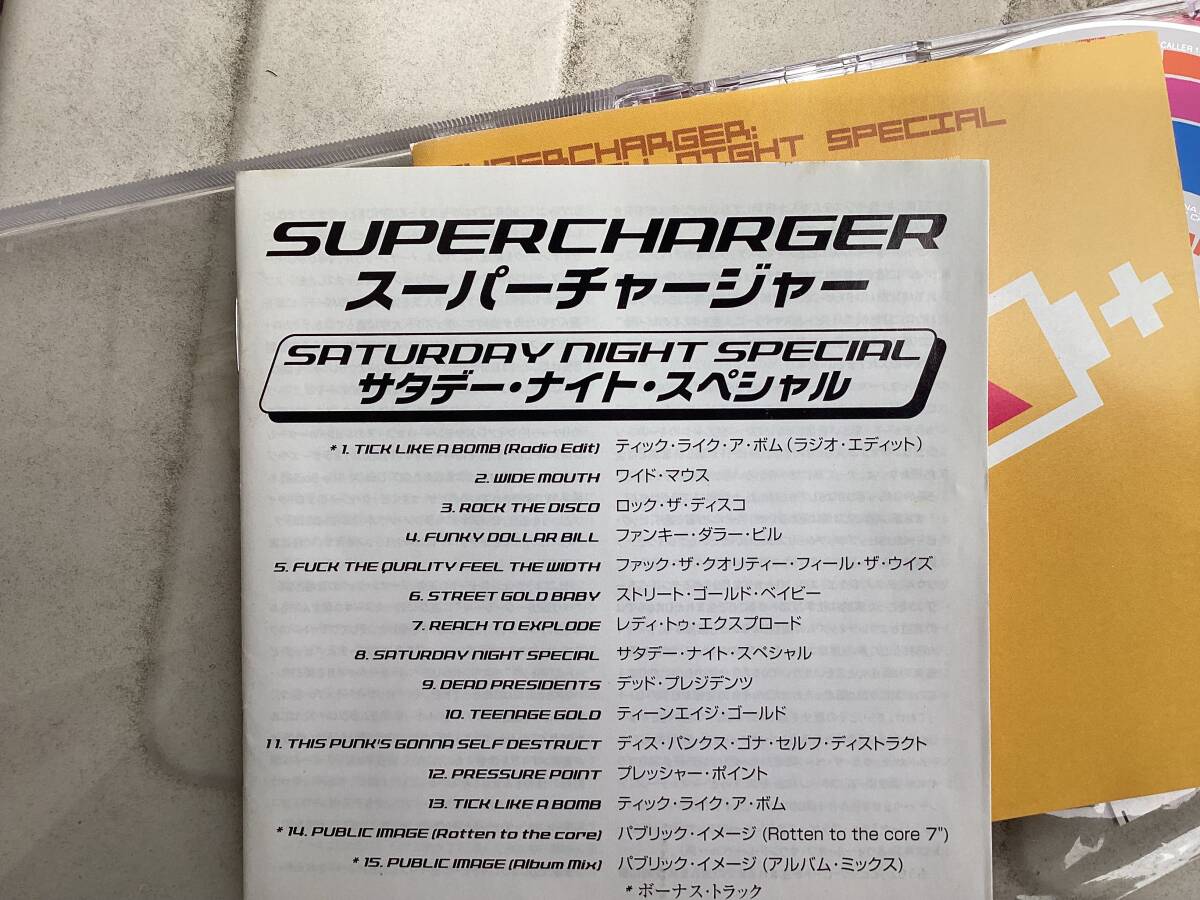 CALLER 1
SUPERCHARGER:
NIGHT SPECIAL
SUPERCHARGER
スーパーチャージャー
SATURDAY NIGHT SPECIAL
サタデー・ナイト・スペシャル
* 1. TICK LIKE A BOMB (Radio Edit) ティック・ライク・ア・ボム(ラジオ・エディット)
2. WIDE MOUTH ワイド・マウス
3. ROCK THE DISCO ロック・ザ・ディスコ
4. FUNKY DOLLAR BILL ファンキー・ダラー・ビル
5. FUCK THE QUALITY FEEL THE WIDTH ファック・ザ・クオリティー・フィール・ザ・ウイズ
6. STREET GOLD BABY ストリート・ゴールド・ベイビー
7. REACH TO EXPLODE レディ・トゥ・エクスプロード
8. SATURDAY NIGHT SPECIAL サタデー・ナイト・スペシャル
9. DEAD PRESIDENTS デッド・プレジデンツ
10. TEENAGE GOLD ティーンエイジ・ゴールド
11. THIS PUNK'S GONNA SELF DESTRUCT ディス・パンクス・ゴナ・セルフ・ディストラクト
12. PRESSURE POINT プレッシャー・ポイント
13. TICK LIKE A BOMB ティック・ライク・ア・ボム
* 14. PUBLIC IMAGE (Rotten to the core) パブリック・イメージ (Rotten to the core 7")
* 15. PUBLIC IMAGE (Album Mix) パブリック・イメージ (アルバム・ミックス)
* ボーナス・トラック